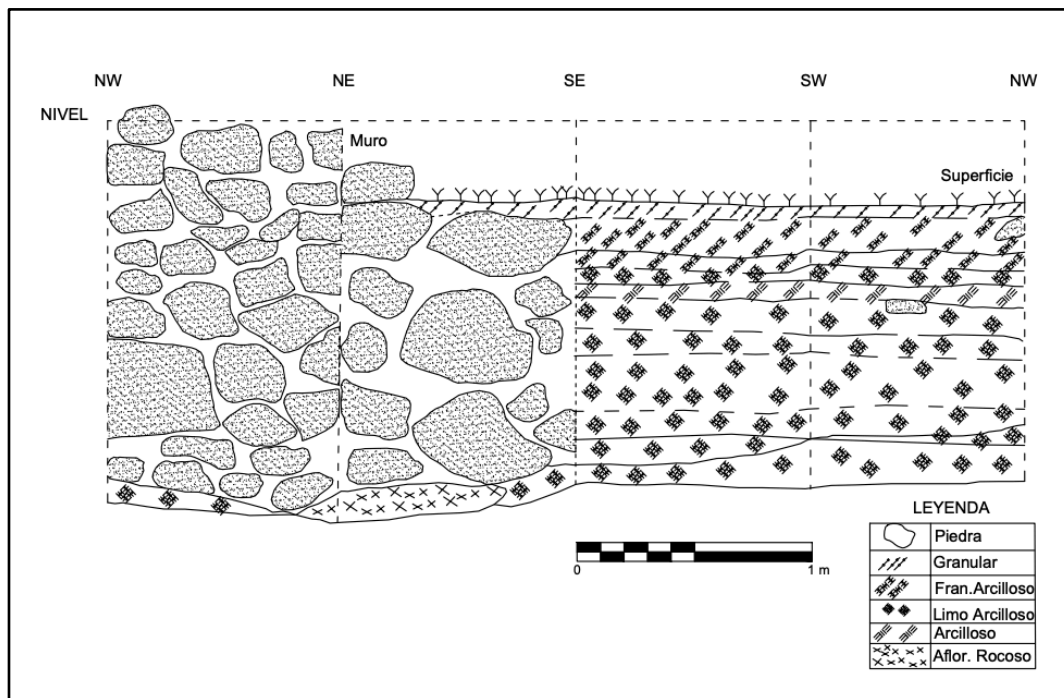 NW NE SE SW NW
NIVEL
Muro
Superficie
LEYENDA
Piedra
Granular
Fran.Arcilloso
Limo Arcilloso
Arcilloso
Aflor. Rocoso
0 1 m